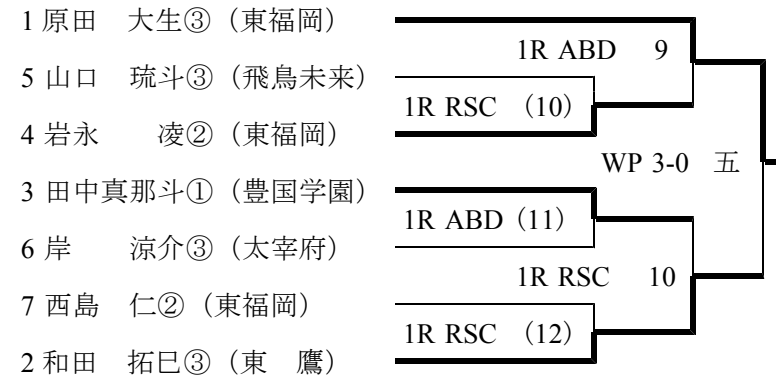 1 原田　大生③（東福岡）
1R ABD　9
5 山口　琉斗③（飛鳥未来）
1R RSC　（10）
4 岩永　　凌②（東福岡）
WP 3-0　五
3 田中真那斗①（豊国学園）
1R ABD（11）
6 岸　　涼介③（太宰府）
1R RSC　10
7 西島　仁②（東福岡）
1R RSC　（12）
2 和田　拓巳③（東　鷹）